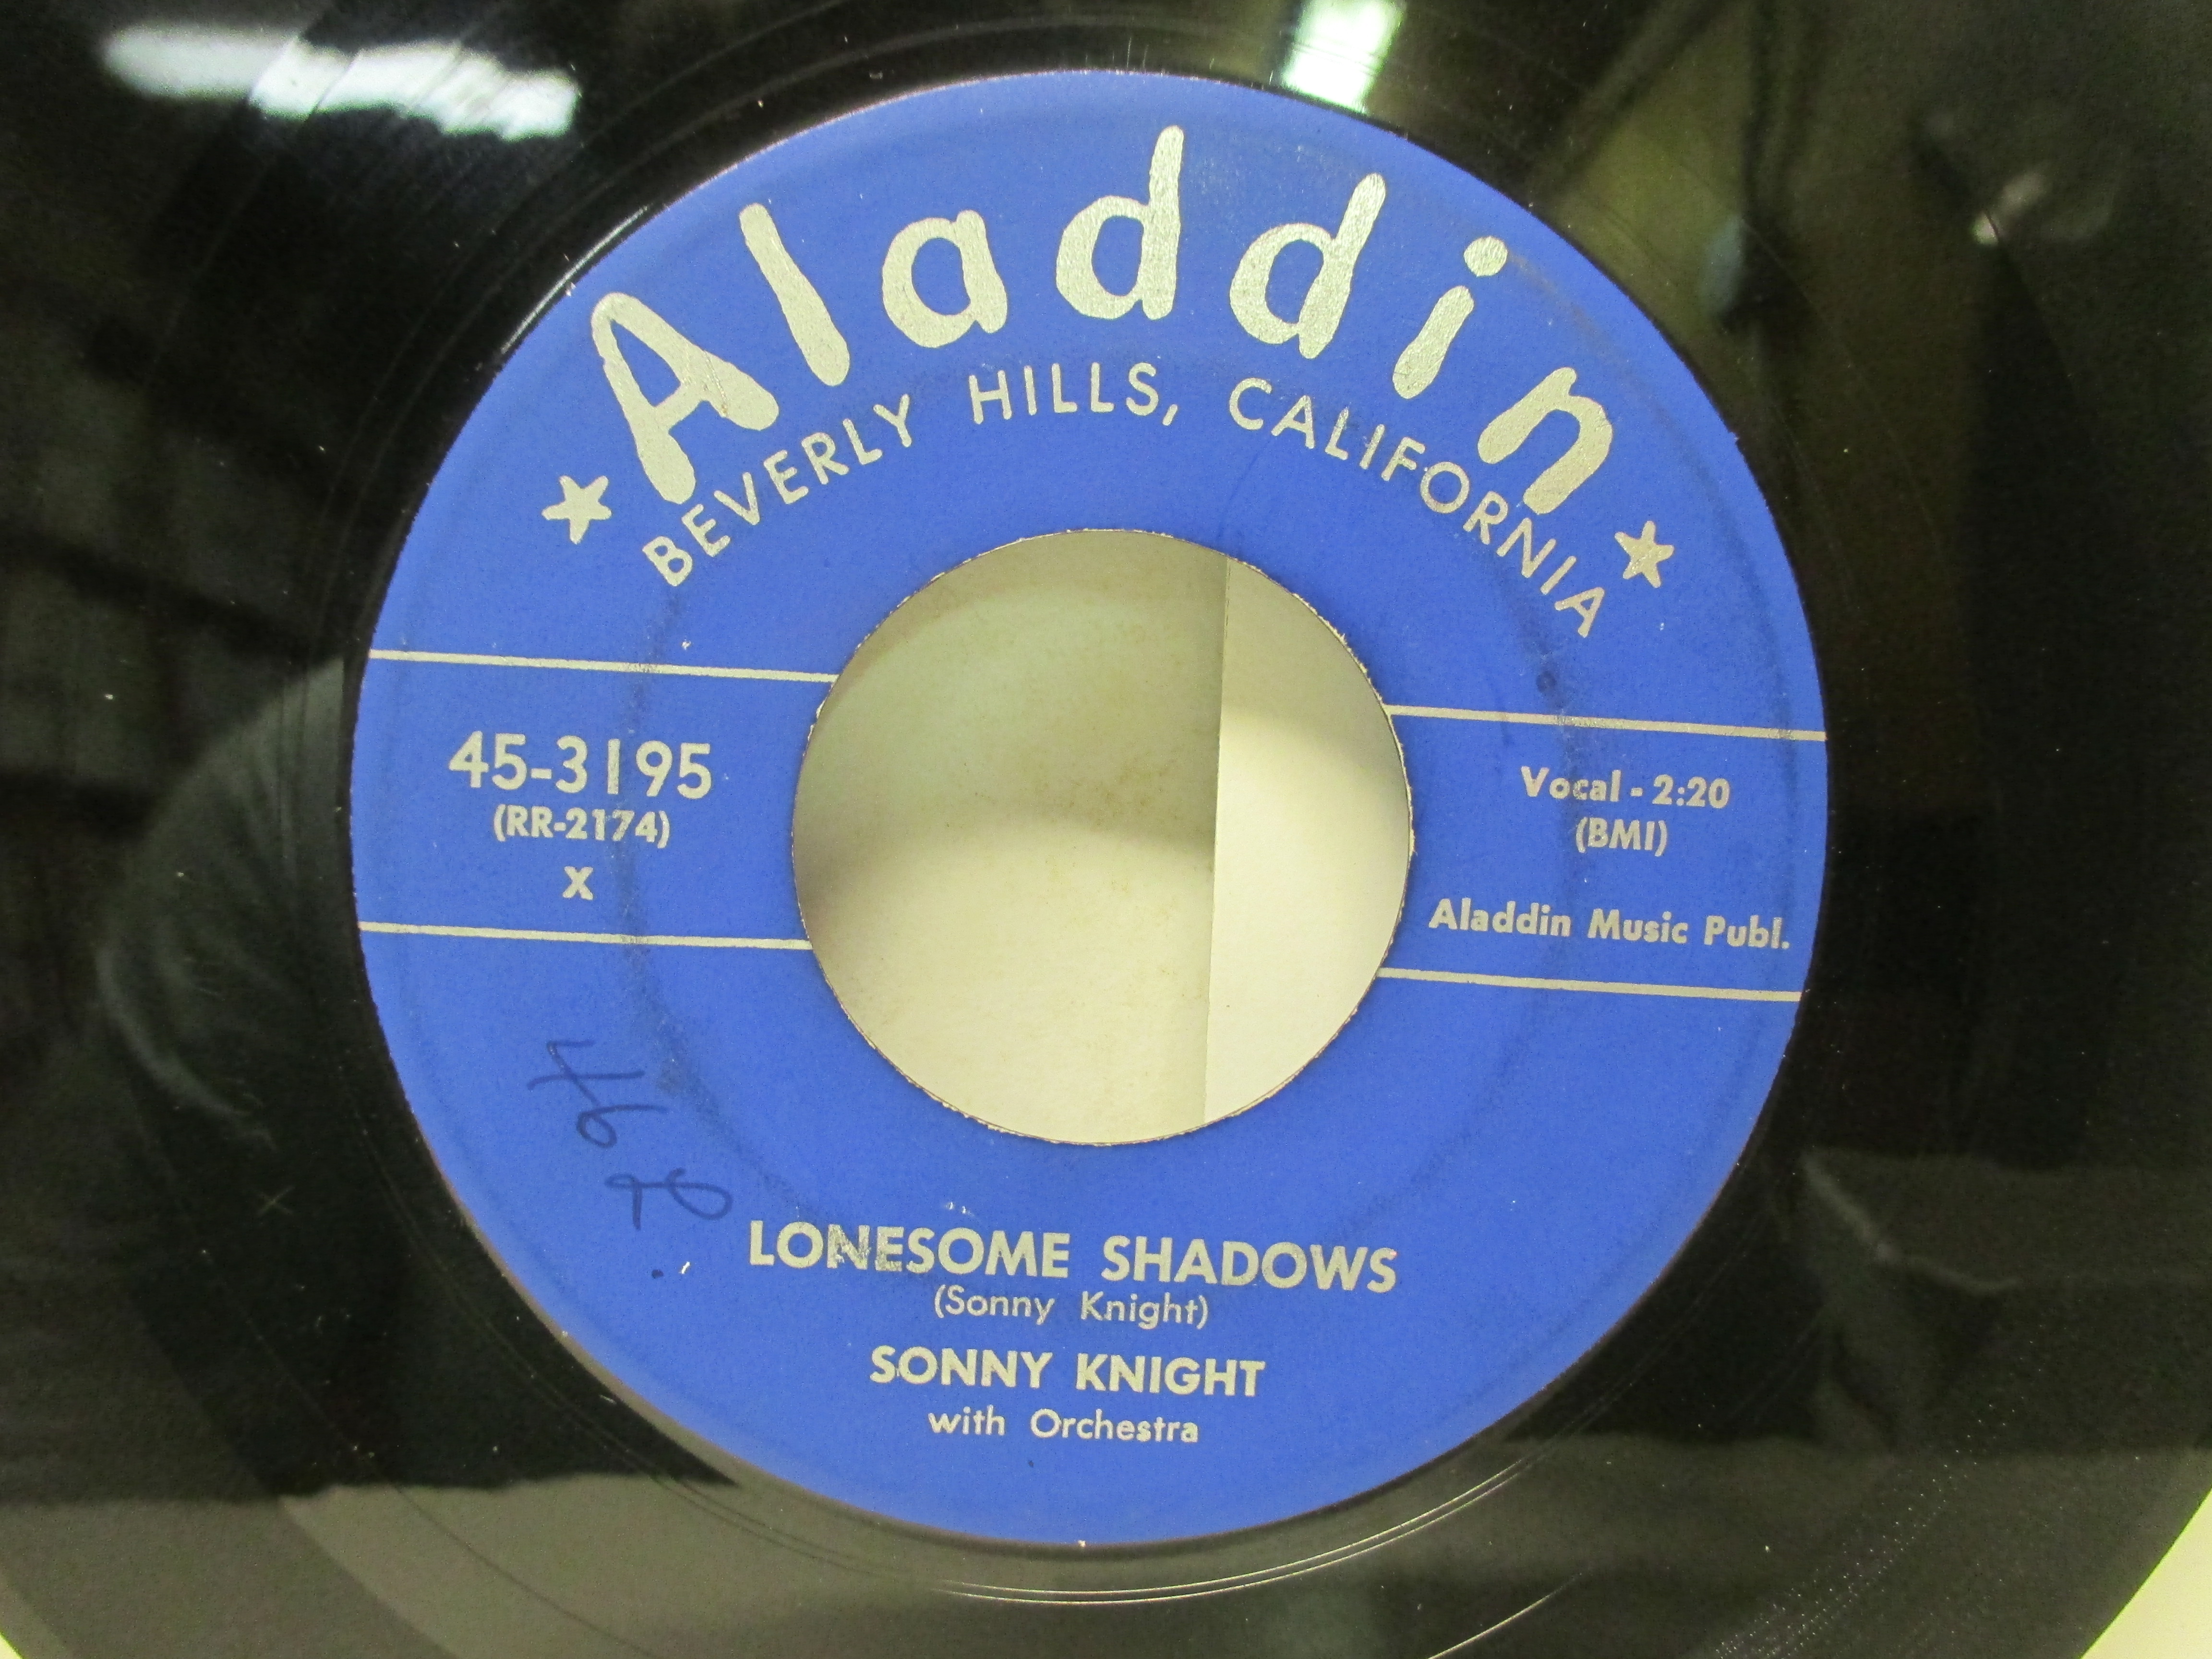 Aladdin
BEVERLY HILLS, CALIFORNIA
45-3195
(RR-2174)
X
Vocal - 2:20
(BMI)
Aladdin Music Publ.
LONESOME SHADOWS
(Sonny Knight)
SONNY KNIGHT
with Orchestra